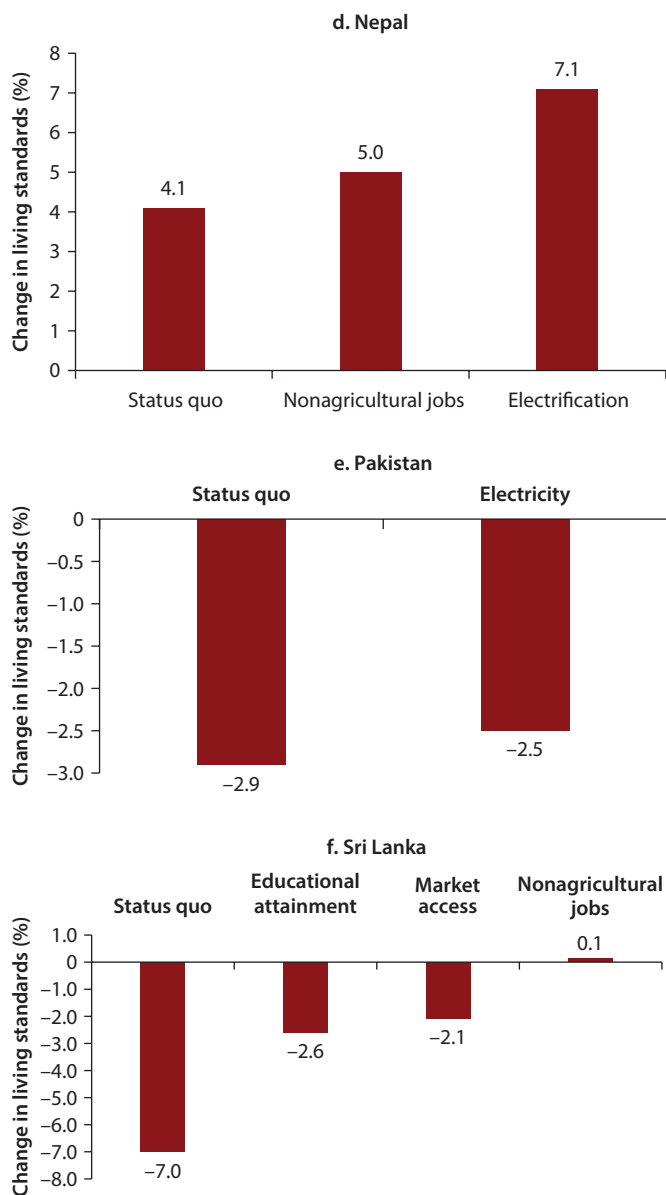 d. Nepal
Change in living standards (%)
8
7
6
5
4
3
2
1
0
4.1
5.0
7.1
Status quo
Nonagricultural jobs
Electrification
e. Pakistan
Status quo
Electricity
Change in living standards (%)
0
–0.5
–1.0
–1.5
–2.0
–2.5
–3.0
–2.9
–2.5
f. Sri Lanka
Status quo
Educational
attainment
Market
access
Nonagricultural
jobs
Change in living standards (%)
1.0
0
–1.0
–2.0
–3.0
–4.0
–5.0
–6.0
–7.0
–8.0
–7.0
–2.6
–2.1
0.1